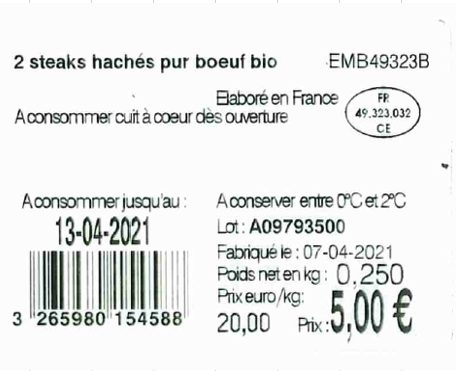 2 steaks hachés pur boeuf bio EMB49323B
Elaboré en France
A consommer cuit à coeur dès ouverture
FR
49.323.032
CE
A consommer jusqu'au :
13-04-2021
3 265980 154588
A conserver entre 0°C et 2°C
Lot : A09793500
Fabriqué le : 07-04-2021
Poids net en kg : 0,250
Prix euro/kg:
20,00 Prix : 5,00 €